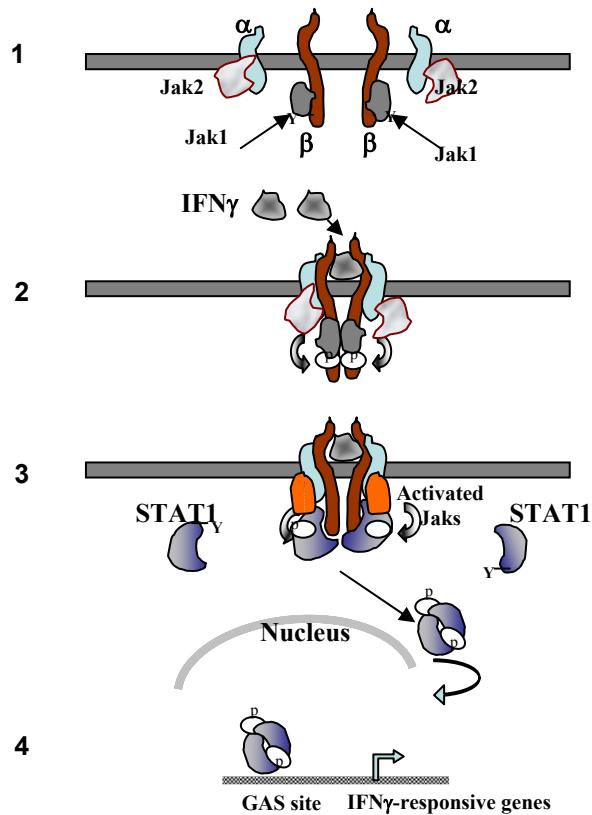 1
α
α
Jak2
Jak2
Y
Y
Jak1
Jak1
β
β
IFNγ
2
p
p
3
Activated
Jaks
STAT1
Y
p
STAT1
Y
Nucleus
p
p
4
p
p
GAS site
IFNγ-responsive genes